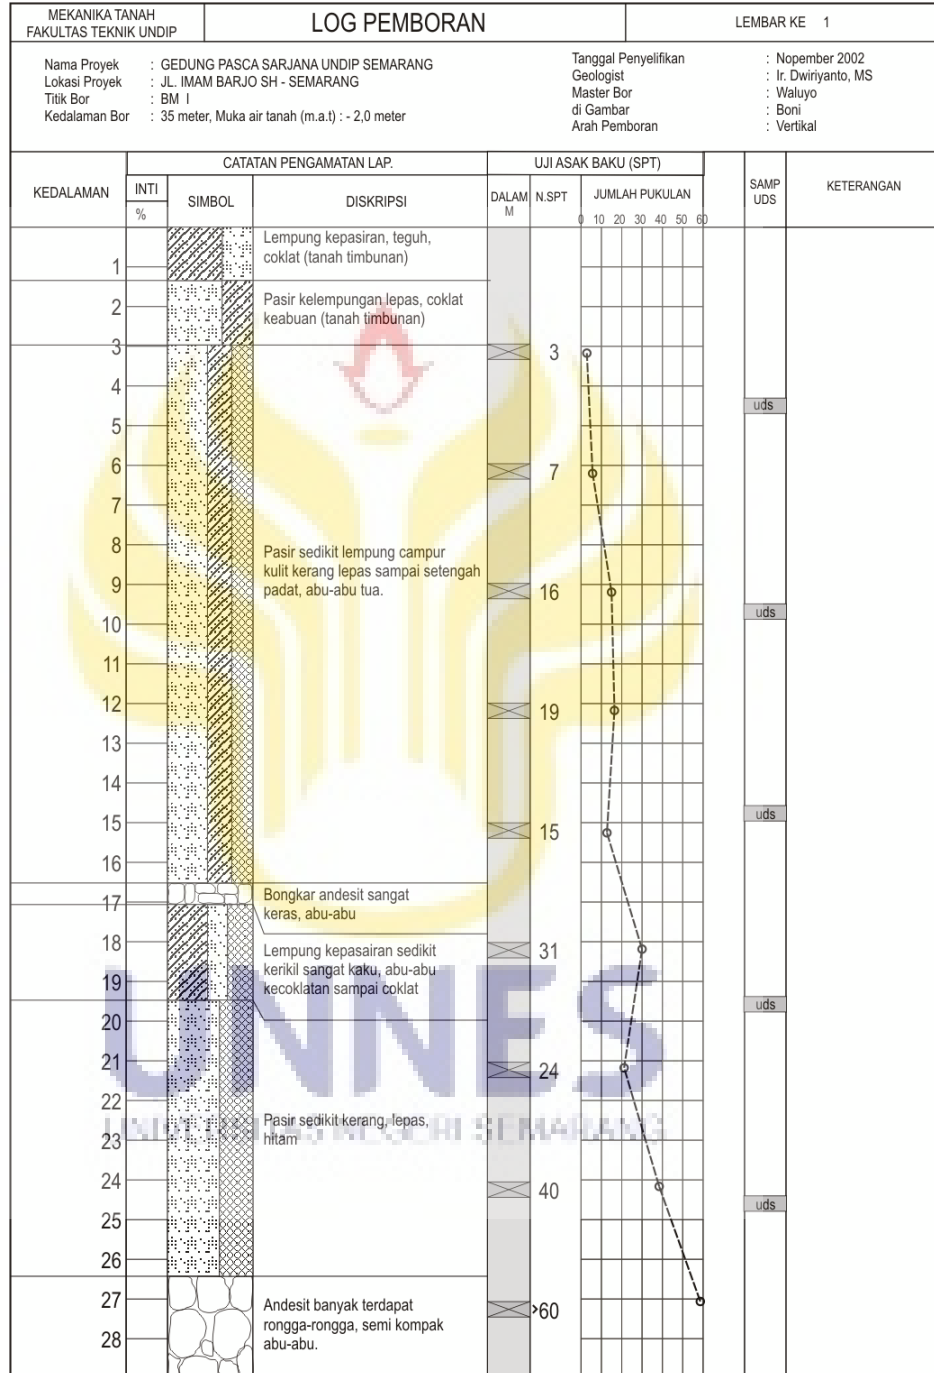 MEKANIKA TANAH
FAKULTAS TEKNIK UNDIP
LOG PEMBORAN
LEMBAR KE 1
Nama Proyek : GEDUNG PASCA SARJANA UNDIP SEMARANG
Lokasi Proyek : JL. IMAM BARJO SH - SEMARANG
Titik Bor : BM I
Kedalaman Bor : 35 meter, Muka air tanah (m.a.t) : - 2,0 meter
Tanggal Penyelifikan : Nopember 2002
Geologist : Ir. Dwiriyanto, MS
Master Bor : Waluyo
di Gambar : Boni
Arah Pemboran : Vertikal
KEDALAMAN
CATATAN PENGAMATAN LAP.
INTI
%
SIMBOL
DISKRIPSI
UJI ASAK BAKU (SPT)
DALAM
M
N.SPT
JUMLAH PUKULAN
0 10 20 30 40 50 60
SAMP
UDS
KETERANGAN
Lempung kepasiran, teguh,
coklat (tanah timbunan)
1
2
Pasir kelempungan lepas, coklat
keabuan (tanah timbunan)
3
3
4
uds
5
6
7
7
8
Pasir sedikit lempung campur
kulit kerang lepas sampai setengah
padat, abu-abu tua.
9
16
10
uds
11
12
19
13
14
15
15
uds
16
17
Bongkar andesit sangat
keras, abu-abu
18
31
Lempung kepasairan sedikit
kerikil sangat kaku, abu-abu
kecoklatan sampai coklat
19
uds
20
21
24
22
23
Pasir sedikit kerang, lepas,
hitam
24
40
uds
25
26
27
>60
28
Andesit banyak terdapat
rongga-rongga, semi kompak
abu-abu.
UNNES
UNIVERSITAS NEGERI SEMARANG